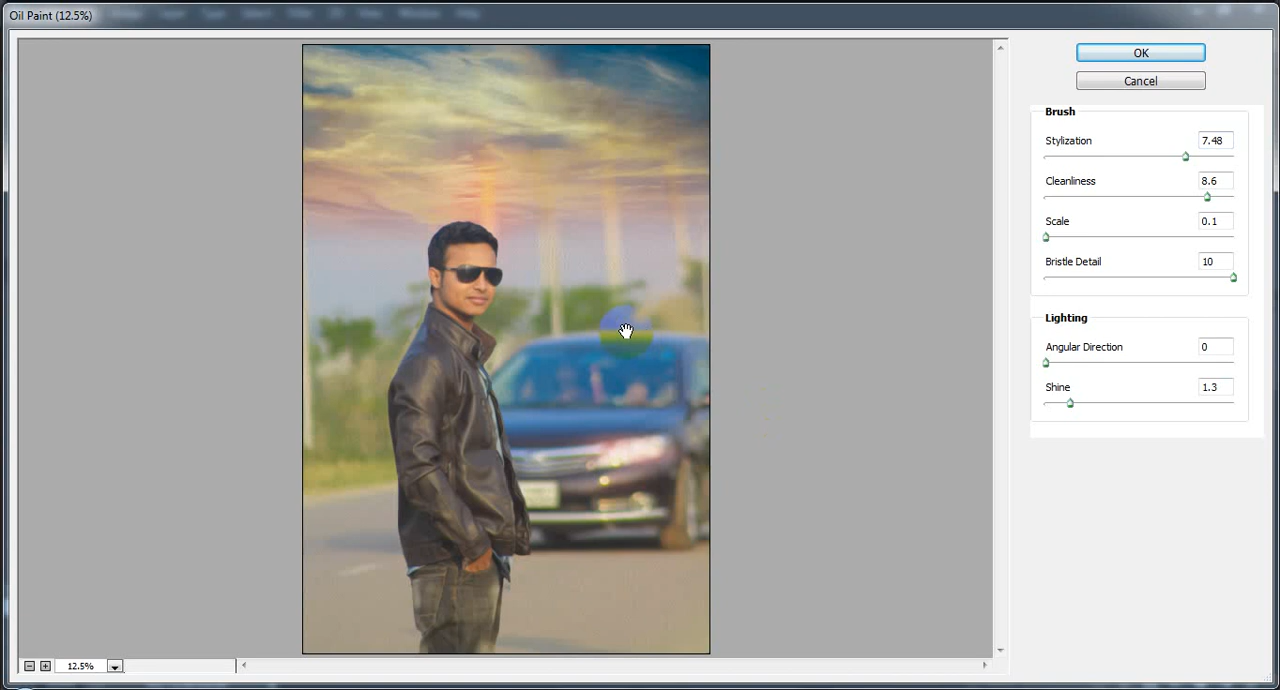 Oil Paint (12.5%)
OK
Cancel
Brush
Stylization 7.48
Cleanliness 8.6
Scale 0.1
Bristle Detail 10
Lighting
Angular Direction 0
Shine 1.3
12.5%